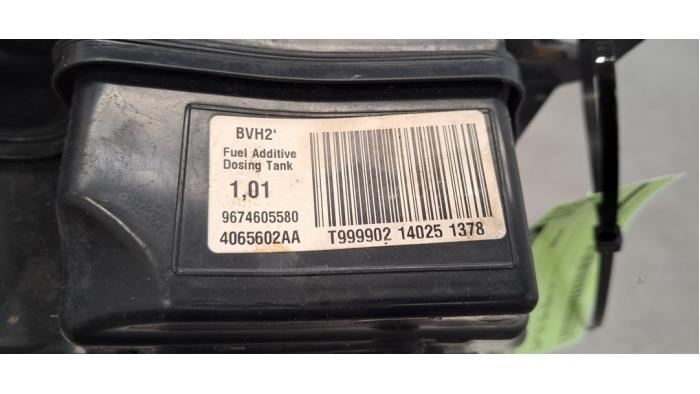 BVH2'
Fuel Additive
Dosing Tank
1,01
9674605580
4065602AA
T999902 14025 1378